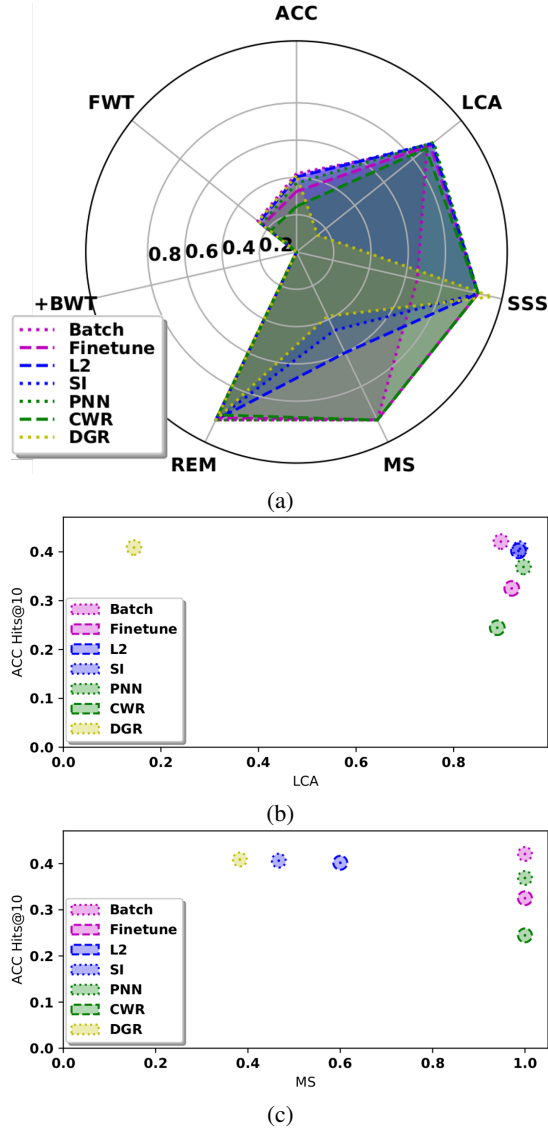 ACC
FWT
LCA
0.8
0.6
0.4
0.2
+BWT
SSS
Batch
Finetune
L2
SI
PNN
CWR
DGR
REM
MS
(a)
ACC Hits@10
0.4
0.3
0.2
0.1
0.0
Batch
Finetune
L2
SI
PNN
CWR
DGR
0.0 0.2 0.4 0.6 0.8
LCA
(b)
ACC Hits@10
0.4
0.3
0.2
0.1
0.0
Batch
Finetune
L2
SI
PNN
CWR
DGR
0.0 0.2 0.4 0.6 0.8 1.0
MS
(c)